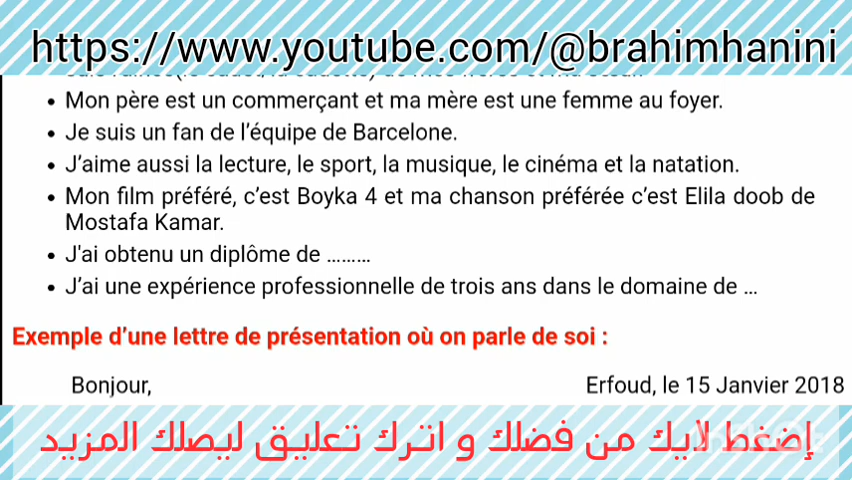 https://www.youtube.com/@brahimhanini
• Mon père est un commerçant et ma mère est une femme au foyer.
• Je suis un fan de l’équipe de Barcelone.
• J’aime aussi la lecture, le sport, la musique, le cinéma et la natation.
• Mon film préféré, c’est Boyka 4 et ma chanson préférée c’est Elila doob de
Mostafa Kamar.
• J'ai obtenu un diplôme de ………
• J’ai une expérience professionnelle de trois ans dans le domaine de …
Exemple d’une lettre de présentation où on parle de soi :
Bonjour, Erfoud, le 15 Janvier 2018
إضغط لايك من فضلك و اترك تعليق ليصلك المزيد